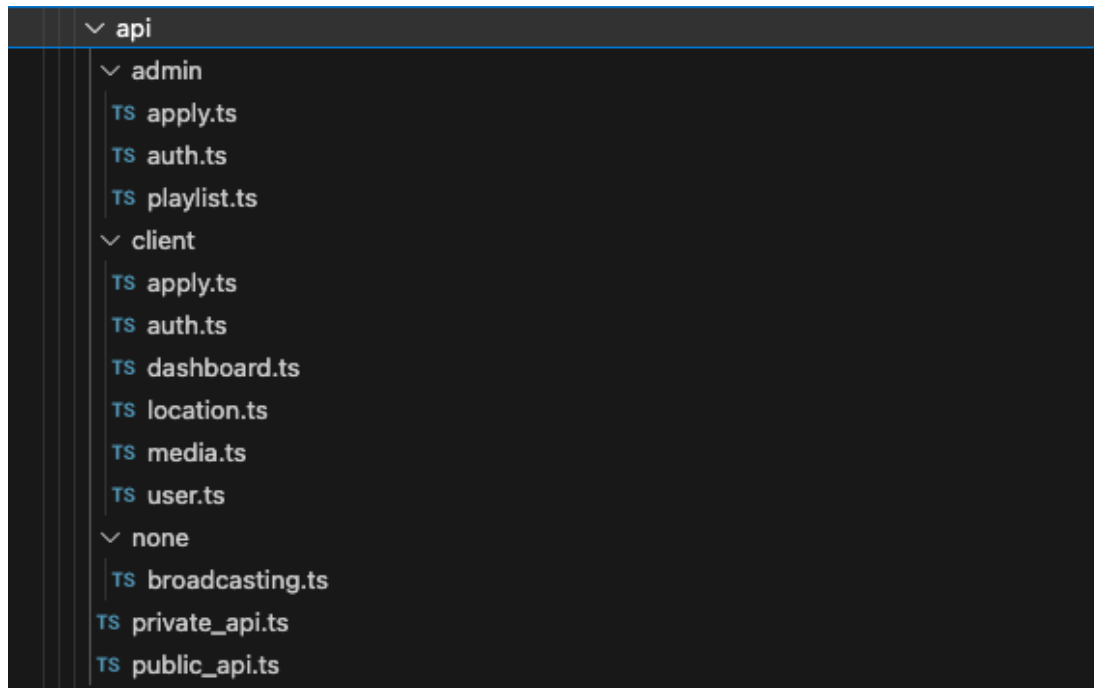 api
admin
TS apply.ts
TS auth.ts
TS playlist.ts
client
TS apply.ts
TS auth.ts
TS dashboard.ts
TS location.ts
TS media.ts
TS user.ts
none
TS broadcasting.ts
TS private_api.ts
TS public_api.ts